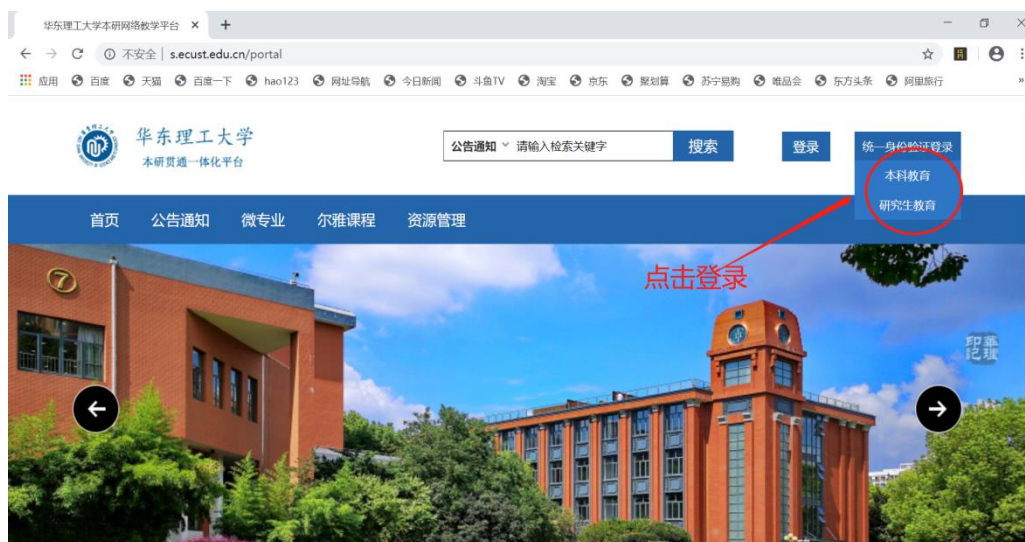 华东理工大学本研网络教学平台
不安全 | s.ecust.edu.cn/portal
应用 百度 天猫 百度一下 hao123 网址导航 今日新闻 斗鱼TV 淘宝 京东 聚划算 苏宁易购 唯品会 东方头条 阿里旅行 »
华东理工大学
本研贯通一体化平台
公告通知 请输入检索关键字 搜索 登录 统一身份验证登录
本科教育
研究生教育
首页 公告通知 微专业 尔雅课程 资源管理
点击登录
7
华理
印记